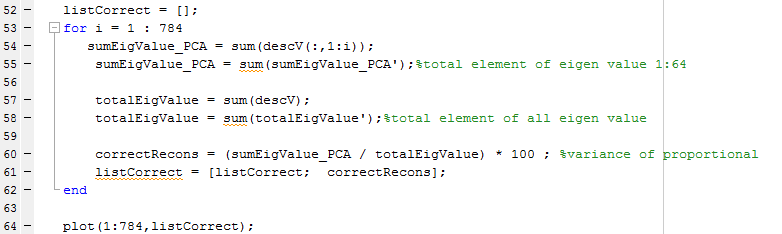 52 listCorrect = [];
53 for i = 1 : 784
54 sumEigValue_PCA = sum(descV(:,1:i));
55 sumEigValue_PCA = sum(sumEigValue_PCA');%total element of eigen value 1:64
56
57 totalEigValue = sum(descV);
58 totalEigValue = sum(totalEigValue');%total element of all eigen value
59
60 correctRecons = (sumEigValue_PCA / totalEigValue) * 100 ; %variance of proportional
61 listCorrect = [listCorrect;  correctRecons];
62 end
63
64 plot(1:784,listCorrect);